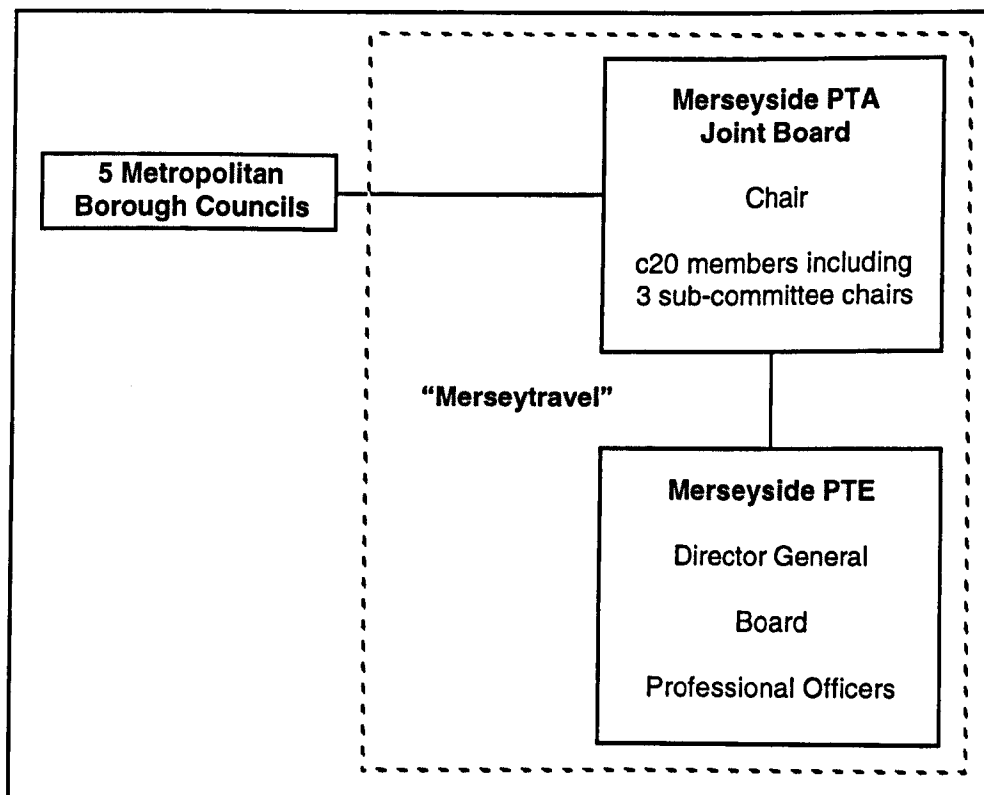 5 Metropolitan
Borough Councils
Merseyside PTA
Joint Board
Chair
c20 members including
3 sub-committee chairs
“Merseytravel”
Merseyside PTE
Director General
Board
Professional Officers